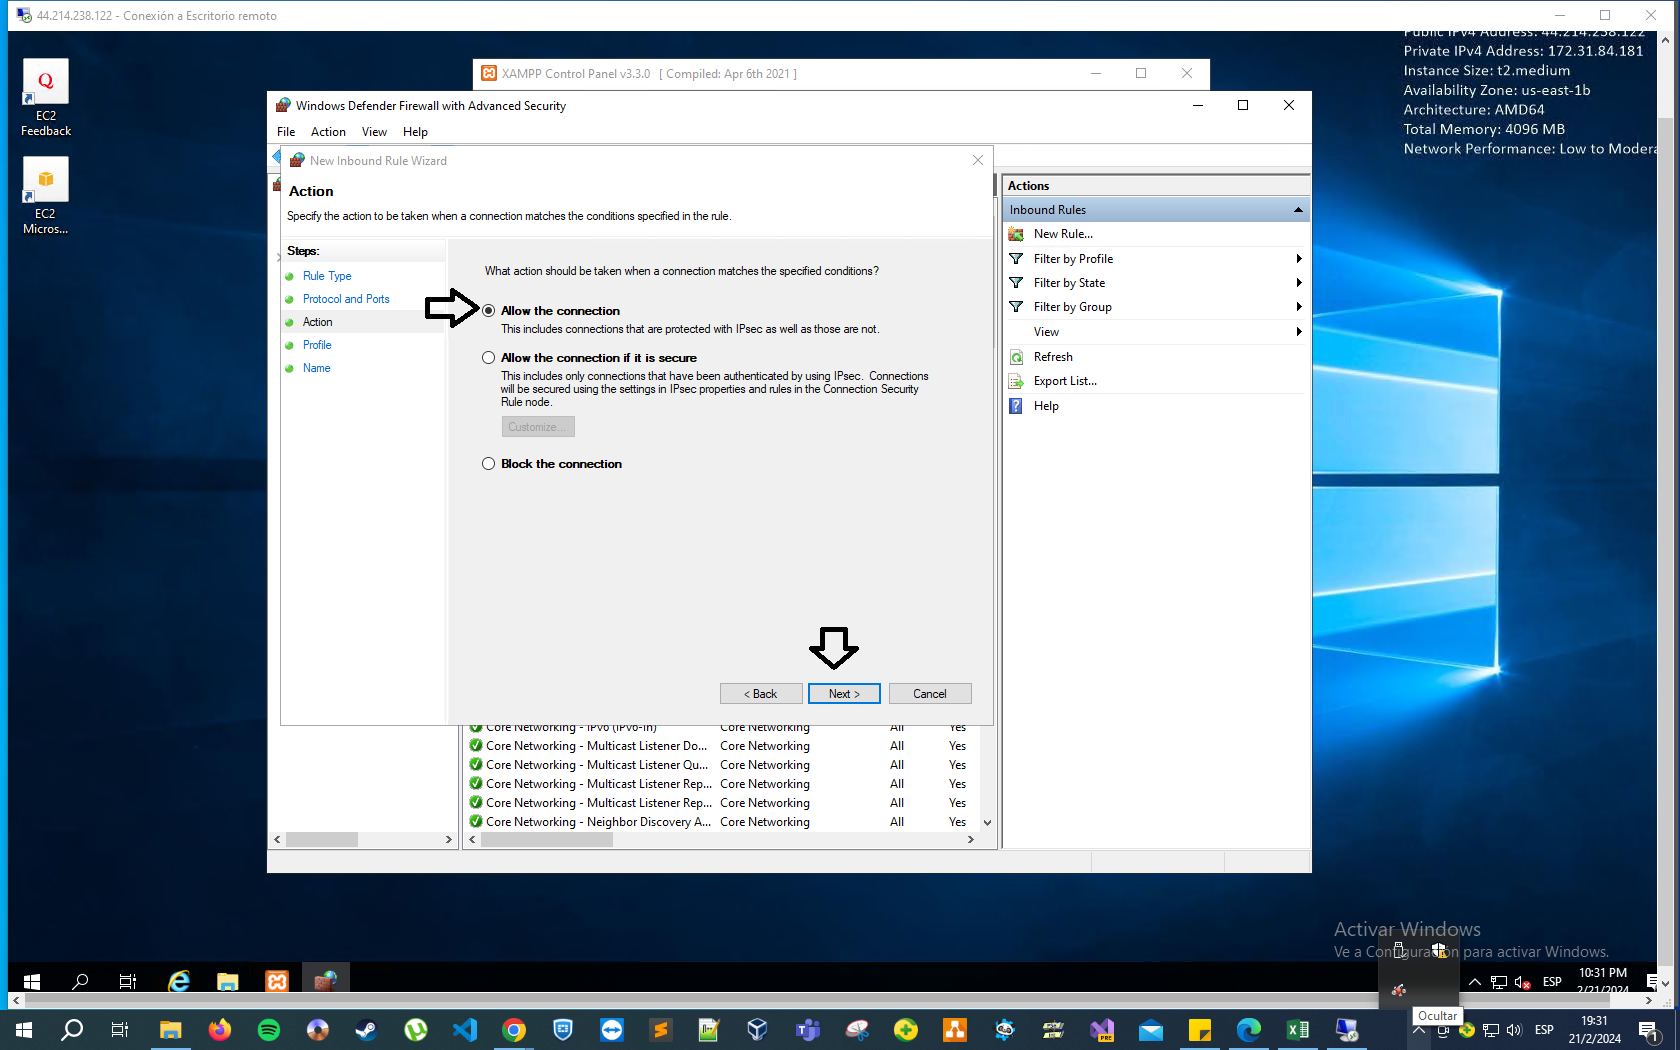 44.214.238.122 - Conexión a Escritorio remoto
Public IPv4 Address: 44.214.238.122
Private IPv4 Address: 172.31.84.181
Instance Size: t2.medium
Availability Zone: us-east-1b
Architecture: AMD64
Total Memory: 4096 MB
Network Performance: Low to Modera
Q
EC2
Feedback
EC2
Micros...
XAMPP Control Panel v3.3.0 [ Compiled: Apr 6th 2021 ]
Windows Defender Firewall with Advanced Security
File Action View Help
New Inbound Rule Wizard
Action
Specify the action to be taken when a connection matches the conditions specified in the rule.
Steps:
Rule Type
Protocol and Ports
Action
Profile
Name
What action should be taken when a connection matches the specified conditions?
Allow the connection
This includes connections that are protected with IPsec as well as those are not.
Allow the connection if it is secure
This includes only connections that have been authenticated by using IPsec. Connections
will be secured using the settings in IPsec properties and rules in the Connection Security
Rule node.
Customize...
Block the connection
< Back Next > Cancel
Core Networking - IPv6 (IPv6-In) Core Networking All Yes
Core Networking - Multicast Listener Do... Core Networking All Yes
Core Networking - Multicast Listener Qu... Core Networking All Yes
Core Networking - Multicast Listener Rep... Core Networking All Yes
Core Networking - Multicast Listener Rep... Core Networking All Yes
Core Networking - Neighbor Discovery A... Core Networking All Yes
Actions
Inbound Rules
New Rule...
Filter by Profile
Filter by State
Filter by Group
View
Refresh
Export List...
Help
Activar Windows
Ve a Configuración para activar Windows.
ESP
10:31 PM
2/21/2024
Ocultar
PRE
ESP
19:31
21/2/2024
1